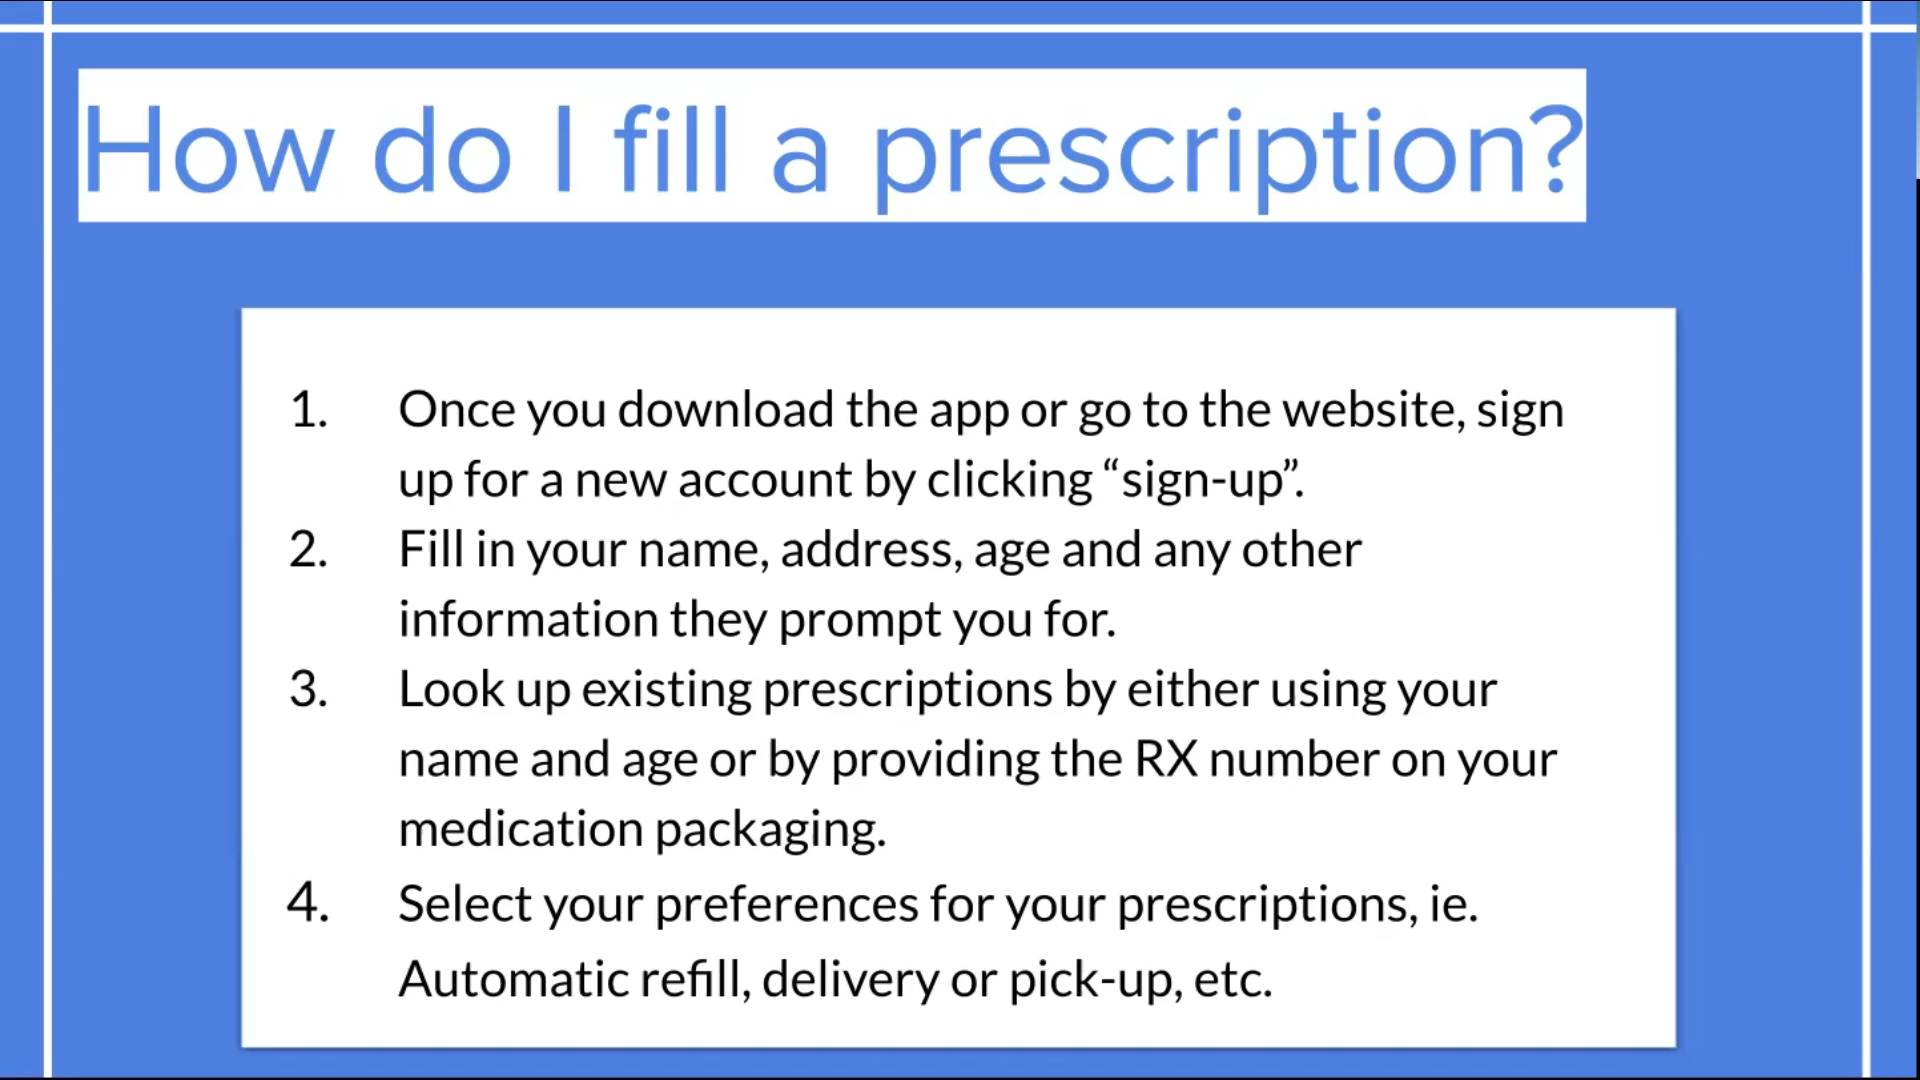 How do I fill a prescription?
1. Once you download the app or go to the website, sign
up for a new account by clicking “sign-up”.
2. Fill in your name, address, age and any other
information they prompt you for.
3. Look up existing prescriptions by either using your
name and age or by providing the RX number on your
medication packaging.
4. Select your preferences for your prescriptions, ie.
Automatic refill, delivery or pick-up, etc.